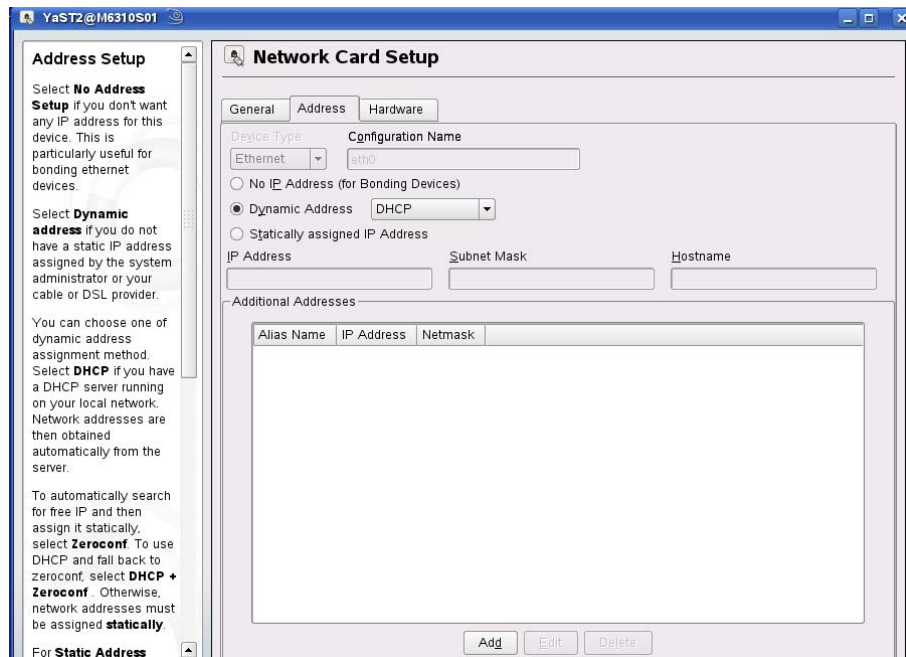 YaST2@M6310S01
Address Setup
Select No Address
Setup if you don't want
any IP address for this
device. This is
particularly useful for
bonding ethernet
devices.
Select Dynamic
address if you do not
have a static IP address
assigned by the system
administrator or your
cable or DSL provider.
You can choose one of
dynamic address
assignment method.
Select DHCP if you have
a DHCP server running
on your local network.
Network addresses are
then obtained
automatically from the
server.
To automatically search
for free IP and then
assign it statically,
select Zeroconf. To use
DHCP and fall back to
zeroconf, select DHCP +
Zeroconf . Otherwise,
network addresses must
be assigned statically.
For Static Address
Network Card Setup
General Address Hardware
Device Type Configuration Name
Ethernet eth0
No IP Address (for Bonding Devices)
Dynamic Address DHCP
Statically assigned IP Address
IP Address Subnet Mask Hostname
Additional Addresses
Alias Name IP Address Netmask
Add Edit Delete